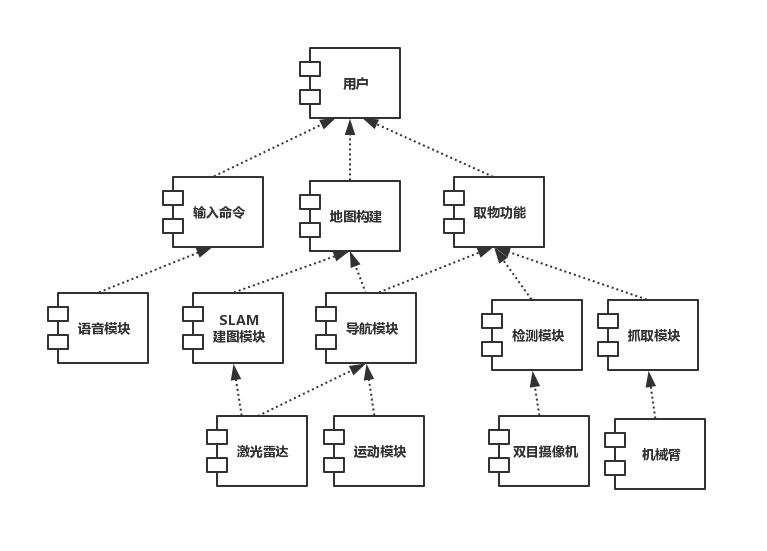 用户
输入命令
地图构建
取物功能
语音模块
SLAM
建图模块
导航模块
检测模块
抓取模块
激光雷达
运动模块
双目摄像机
机械臂